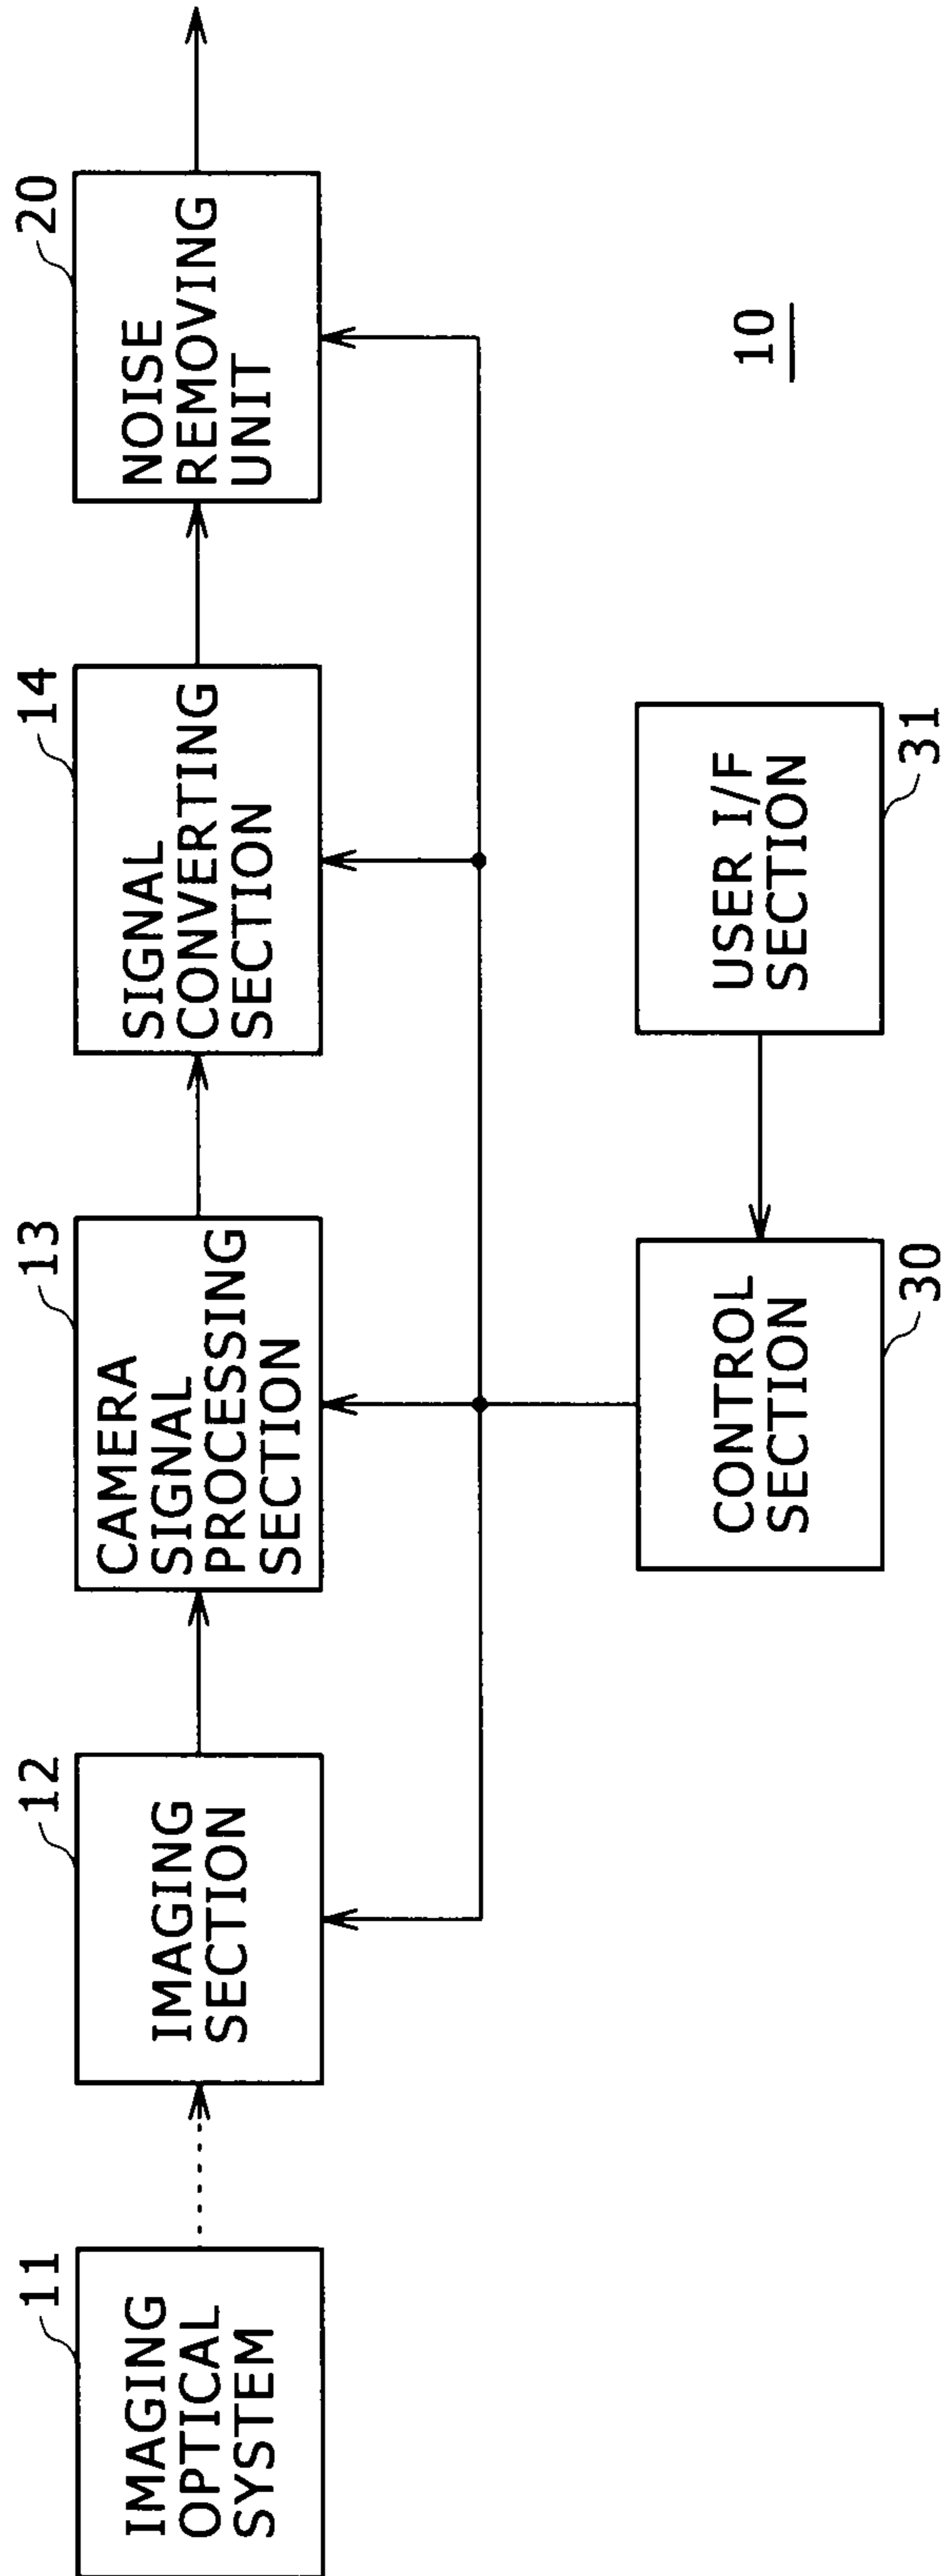 11
IMAGING
OPTICAL
SYSTEM
12
IMAGING
SECTION
13
CAMERA
SIGNAL
PROCESSING
SECTION
14
SIGNAL
CONVERTING
SECTION
20
NOISE
REMOVING
UNIT
CONTROL
SECTION
30
USER I/F
SECTION
31
10